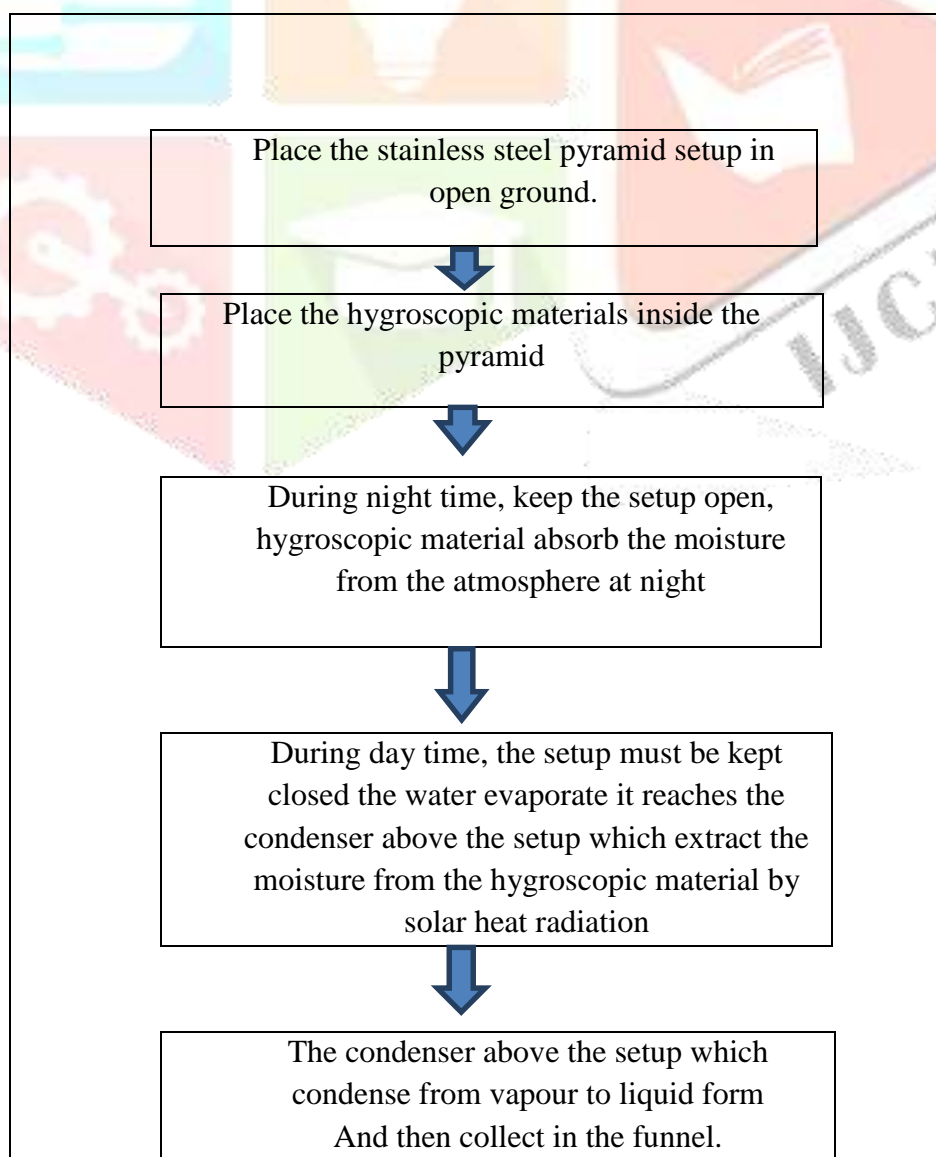 Place the stainless steel pyramid setup in
open ground.
Place the hygroscopic materials inside the
pyramid
During night time, keep the setup open,
hygroscopic material absorb the moisture
from the atmosphere at night
During day time, the setup must be kept
closed the water evaporate it reaches the
condenser above the setup which extract the
moisture from the hygroscopic material by
solar heat radiation
The condenser above the setup which
condense from vapour to liquid form
And then collect in the funnel.